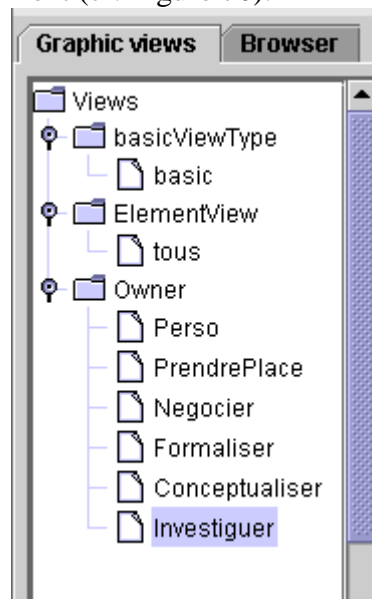 Graphic views Browser
Views
basicViewType
basic
ElementView
tous
Owner
Perso
PrendrePlace
Negocier
Formaliser
Conceptualiser
Investiguer